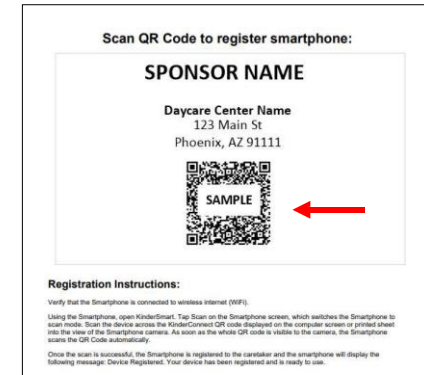 Scan QR Code to register smartphone:
SPONSOR NAME
Daycare Center Name
123 Main St
Phoenix, AZ 91111
SAMPLE
Registration Instructions:
Verify that the Smartphone is connected to wireless internet (WiFi).
Using the Smartphone, open KinderSmart. Tap Scan on the Smartphone screen, which switches the Smartphone to
scan mode. Scan the device across the KinderConnect QR code displayed on the computer screen or printed sheet
into the view of the Smartphone camera. As soon as the whole QR code is visible to the camera, the Smartphone
scans the QR Code automatically.
Once the scan is successful, the Smartphone is registered to the caretaker and the smartphone will display the
following message: Device Registered. Your device has been registered and is ready to use.